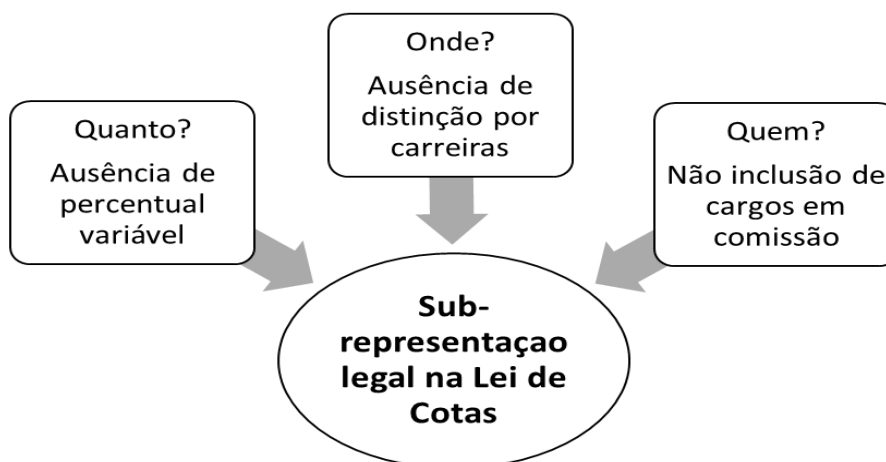 Onde?
Ausência de
distinção por
carreiras
Quanto?
Ausência de
percentual
variável
Quem?
Não inclusão de
cargos em
comissão
Sub-
representaçao
legal na Lei de
Cotas